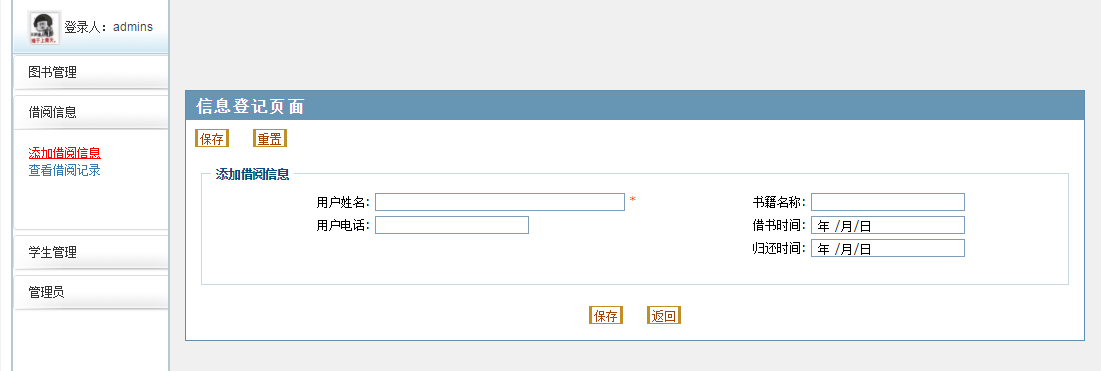 登录人：admins
图书管理
借阅信息
添加借阅信息
查看借阅记录
学生管理
管理员
信息登记页面
保存 重置
添加借阅信息
用户姓名: * 书籍名称:
用户电话: 借书时间: 年 /月/日
归还时间: 年 /月/日
保存 返回